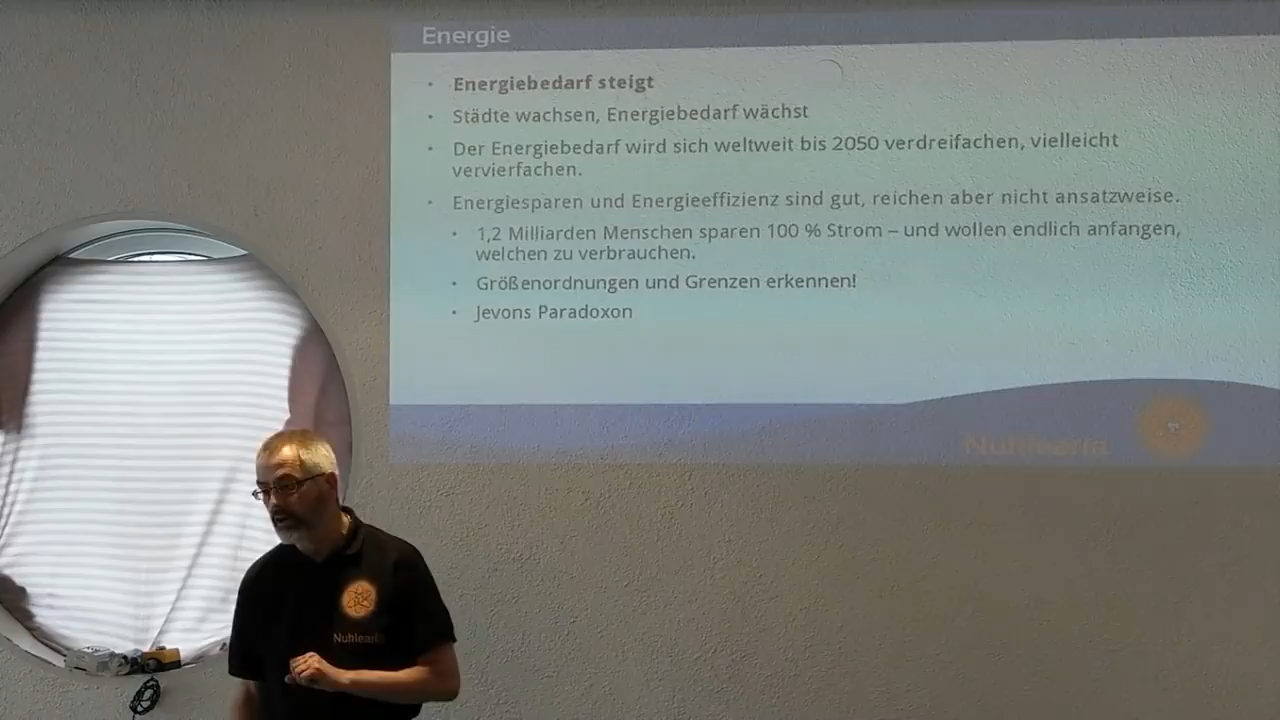 Energie
Energiebedarf steigt
Städte wachsen, Energiebedarf wächst
Der Energiebedarf wird sich weltweit bis 2050 verdreifachen, vielleicht
vervierfachen.
Energiesparen und Energieeffizienz sind gut, reichen aber nicht ansatzweise.
1,2 Milliarden Menschen sparen 100 % Strom – und wollen endlich anfangen,
welchen zu verbrauchen.
Größenordnungen und Grenzen erkennen!
Jevons Paradoxon
Nuhlearia
Nuhlearia